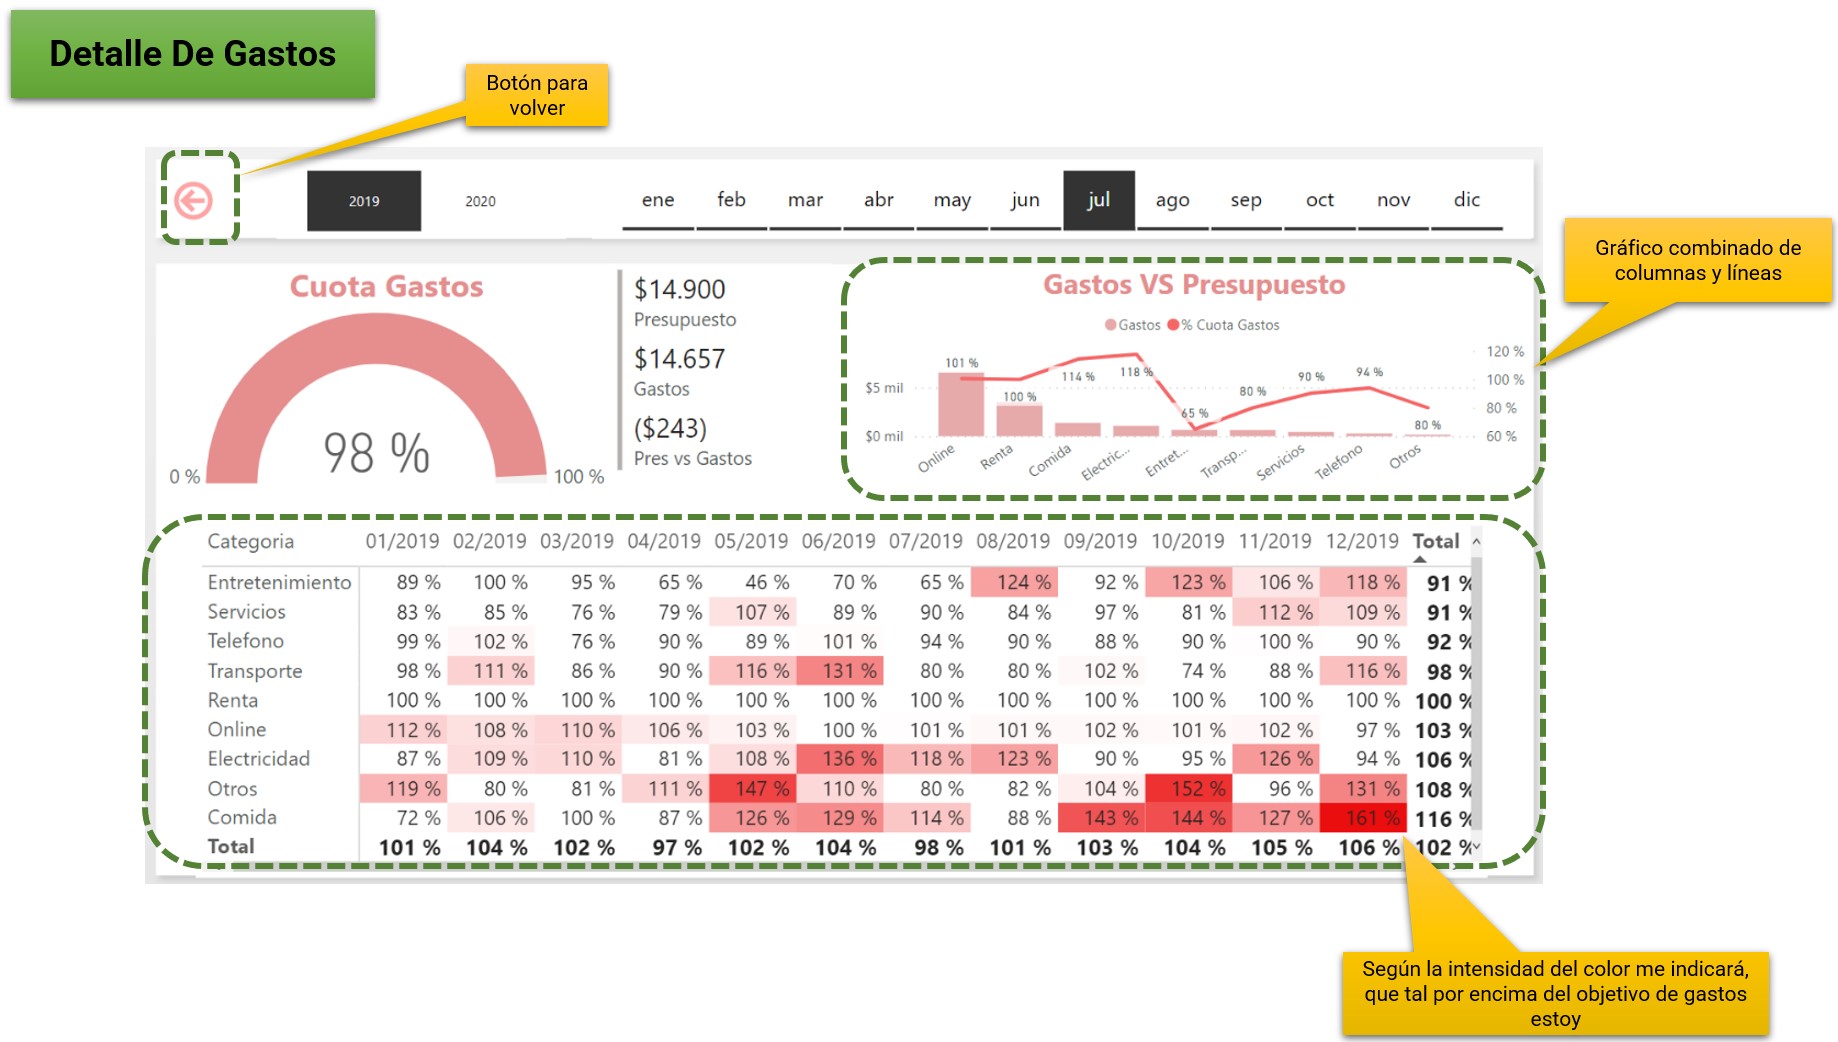 Detalle De Gastos
Botón para
volver
2019 2020 ene feb mar abr may jun jul ago sep oct nov dic
Gráfico combinado de
columnas y líneas
Cuota Gastos
98 %
0 %
100 %
$14.900
Presupuesto
$14.657
Gastos
($243)
Pres vs Gastos
Gastos VS Presupuesto
Gastos % Cuota Gastos
101 % 100 % 114 % 118 % 65 % 80 % 90 % 94 % 80 %
$5 mil
$0 mil
120 %
100 %
80 %
60 %
Online Renta Comida Electric... Entret... Transp... Servicios Telefono Otros
Categoria 01/2019 02/2019 03/2019 04/2019 05/2019 06/2019 07/2019 08/2019 09/2019 10/2019 11/2019 12/2019 Total
Entretenimiento 89 % 100 % 95 % 65 % 46 % 70 % 65 % 124 % 92 % 123 % 106 % 118 % 91 %
Servicios 83 % 85 % 76 % 79 % 107 % 89 % 90 % 84 % 97 % 81 % 112 % 109 % 91 %
Telefono 99 % 102 % 76 % 90 % 89 % 101 % 94 % 90 % 88 % 90 % 100 % 90 % 92 %
Transporte 98 % 111 % 86 % 90 % 116 % 131 % 80 % 80 % 102 % 74 % 88 % 116 % 98 %
Renta 100 % 100 % 100 % 100 % 100 % 100 % 100 % 100 % 100 % 100 % 100 % 100 % 100 %
Online 112 % 108 % 110 % 106 % 103 % 100 % 101 % 101 % 102 % 101 % 102 % 97 % 103 %
Electricidad 87 % 109 % 110 % 81 % 108 % 136 % 118 % 123 % 90 % 95 % 126 % 94 % 106 %
Otros 119 % 80 % 81 % 111 % 147 % 110 % 80 % 82 % 104 % 152 % 96 % 131 % 108 %
Comida 72 % 106 % 100 % 87 % 126 % 129 % 114 % 88 % 143 % 144 % 127 % 161 % 116 %
Total 101 % 104 % 102 % 97 % 102 % 104 % 98 % 101 % 103 % 104 % 105 % 106 % 102 %
Según la intensidad del color me indicará,
que tal por encima del objetivo de gastos
estoy